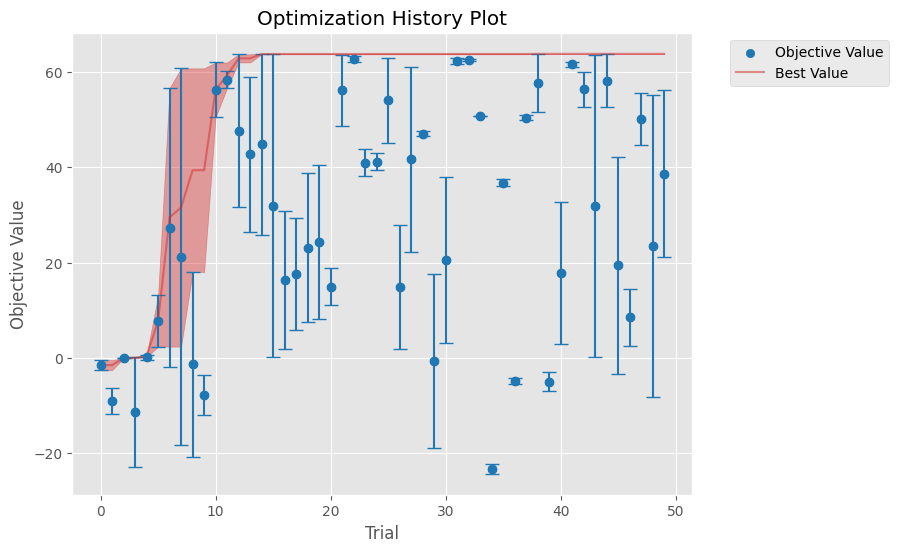 Optimization History Plot
Objective Value
Best Value
60
40
20
0
−20
Objective Value
0 10 20 30 40 50
Trial